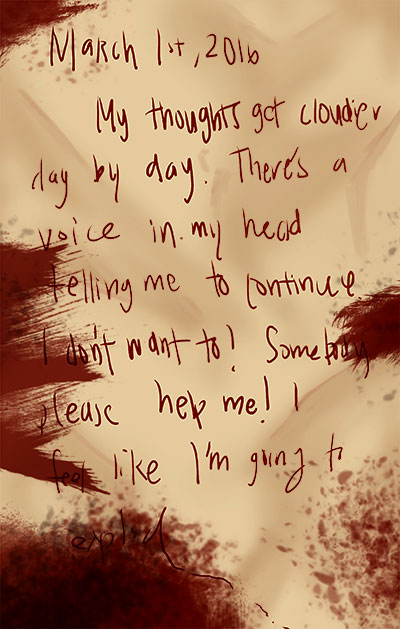 March 1st, 2016
My thoughts get cloudier
day by day. There's a
voice in my head
telling me to continue
I don't want to! Somebody
please help me! I
feel like I'm going to
explod